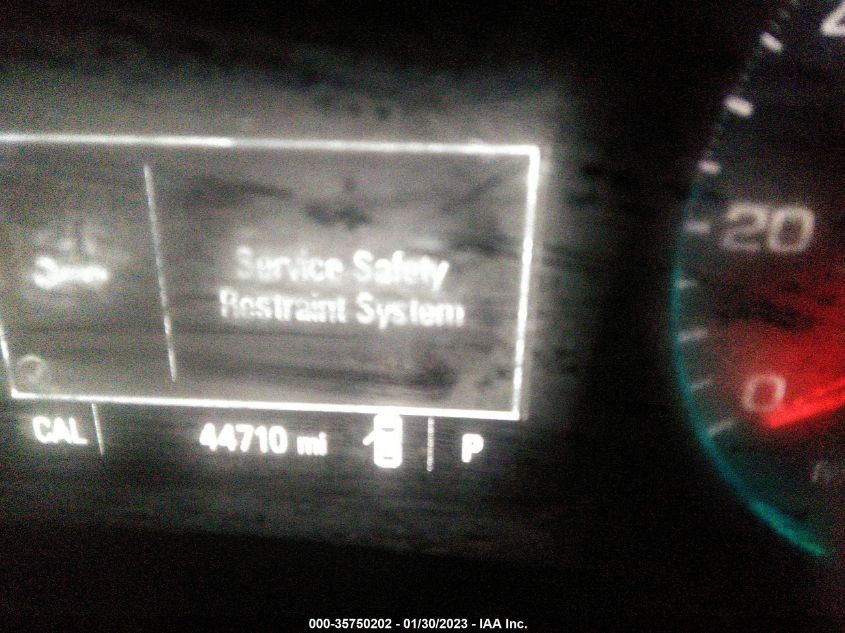 Service Safety
Restraint System
CAL
44710 mi
P
20
0
000-35750202 - 01/30/2023 - IAA Inc.